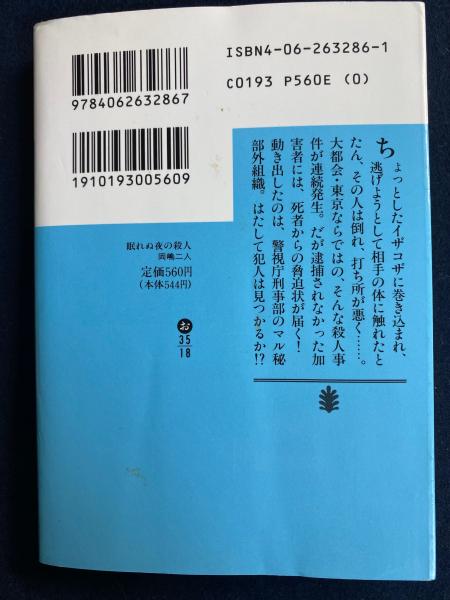 ISBN4-06-263286-1
C0193 P560E (0)
9784062632867
1910193005609
眠れぬ夜の殺人
岡嶋二人
定価560円
(本体544円)
お
35
18
ちょっとしたイザコザに巻き込まれ、
逃げようとして相手の体に触れたと
たん、その人は倒れ、打ち所が悪く……。
大都会・東京ならではの、そんな殺人事
件が連続発生。だが逮捕されなかった加
害者には、死者からの脅迫状が届く！
動き出したのは、警視庁刑事部のマル秘
部外組織。はたして犯人は見つかるか!?